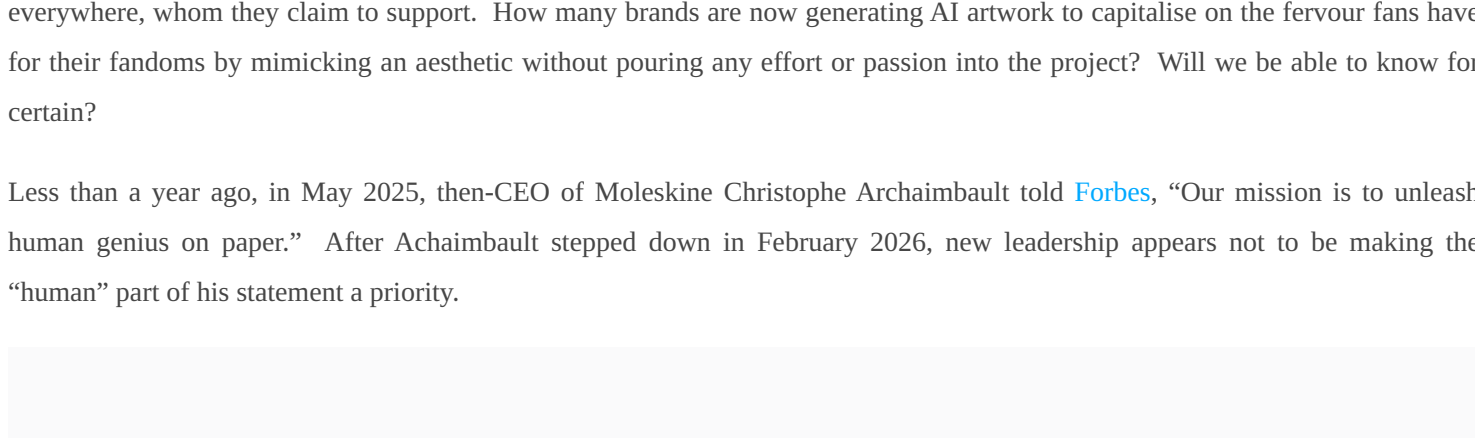 everywhere, whom they claim to support.  How many brands are now generating AI artwork to capitalise on the fervour fans have
for their fandoms by mimicking an aesthetic without pouring any effort or passion into the project?  Will we be able to know for
certain?
Less than a year ago, in May 2025, then-CEO of Moleskine Christophe Archaimbault told Forbes, “Our mission is to unleash
human genius on paper.”  After Achaimbault stepped down in February 2026, new leadership appears not to be making the
“human” part of his statement a priority.